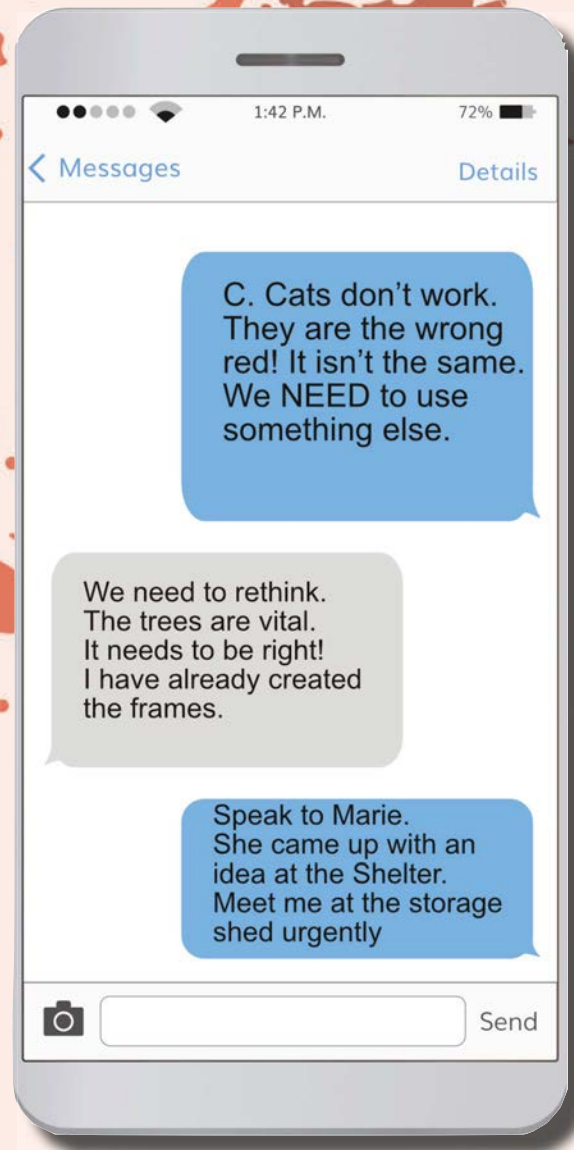 1:42 P.M.
72%
Messages
Details
C. Cats don’t work.
They are the wrong
red! It isn’t the same.
We NEED to use
something else.
We need to rethink.
The trees are vital.
It needs to be right!
I have already created
the frames.
Speak to Marie.
She came up with an
idea at the Shelter.
Meet me at the storage
shed urgently
Send